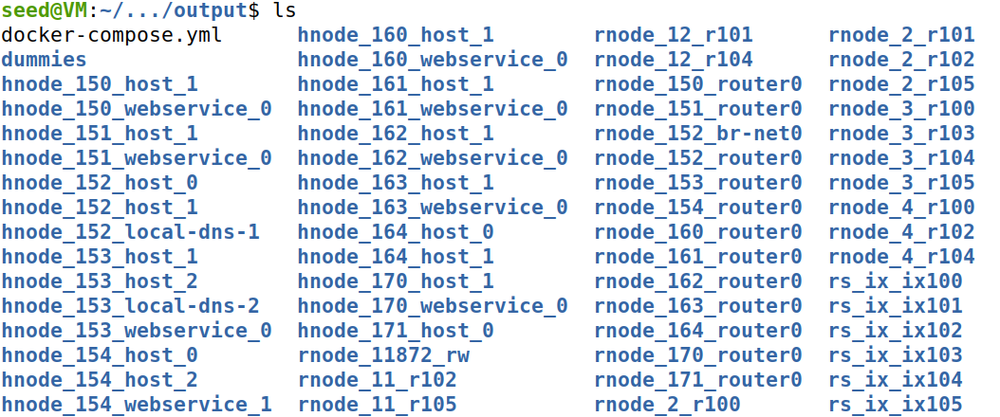 seed@VM:~/.../output$ ls
docker-compose.yml hnode_160_host_1 rnode_12_r101 rnode_2_r101
dummies hnode_160_webservice_0 rnode_12_r104 rnode_2_r102
hnode_150_host_1 hnode_161_host_1 rnode_150_router0 rnode_2_r105
hnode_150_webservice_0 hnode_161_webservice_0 rnode_151_router0 rnode_3_r100
hnode_151_host_1 hnode_162_host_1 rnode_152_br-net0 rnode_3_r103
hnode_151_webservice_0 hnode_162_webservice_0 rnode_152_router0 rnode_3_r104
hnode_152_host_0 hnode_163_host_1 rnode_153_router0 rnode_3_r105
hnode_152_host_1 hnode_163_webservice_0 rnode_154_router0 rnode_4_r100
hnode_152_local-dns-1 hnode_164_host_0 rnode_160_router0 rnode_4_r102
hnode_153_host_1 hnode_164_host_1 rnode_161_router0 rnode_4_r104
hnode_153_host_2 hnode_170_host_1 rnode_162_router0 rs_ix_ix100
hnode_153_local-dns-2 hnode_170_webservice_0 rnode_163_router0 rs_ix_ix101
hnode_153_webservice_0 hnode_171_host_0 rnode_164_router0 rs_ix_ix102
hnode_154_host_0 rnode_11872_rw rnode_170_router0 rs_ix_ix103
hnode_154_host_2 rnode_11_r102 rnode_171_router0 rs_ix_ix104
hnode_154_webservice_1 rnode_11_r105 rnode_2_r100 rs_ix_ix105